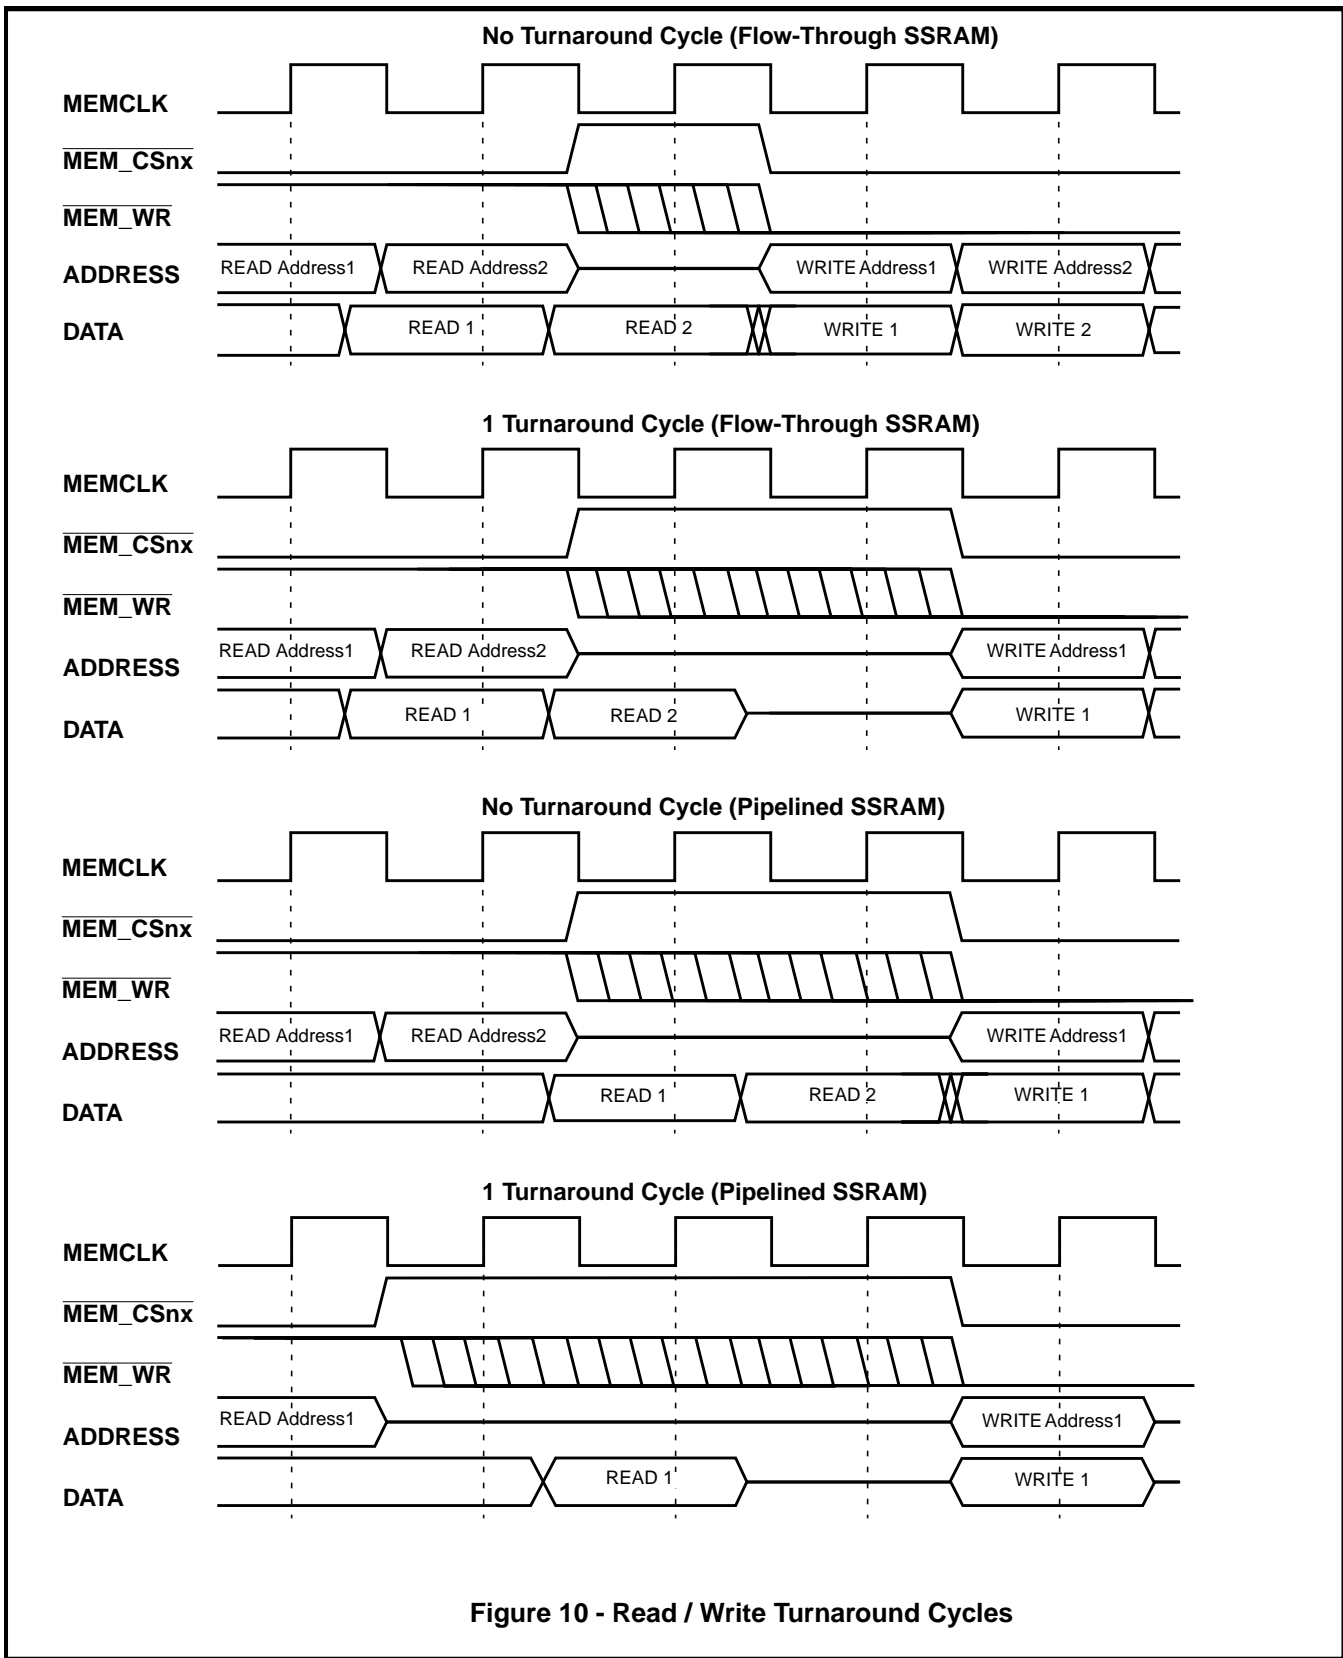 No Turnaround Cycle (Flow-Through SSRAM)
MEMCLK
MEM_CSnx
MEM_WR
ADDRESS READ Address1 READ Address2 WRITE Address1 WRITE Address2
DATA READ 1 READ 2 WRITE 1 WRITE 2
1 Turnaround Cycle (Flow-Through SSRAM)
MEMCLK
MEM_CSnx
MEM_WR
ADDRESS READ Address1 READ Address2 WRITE Address1
DATA READ 1 READ 2 WRITE 1
No Turnaround Cycle (Pipelined SSRAM)
MEMCLK
MEM_CSnx
MEM_WR
ADDRESS READ Address1 READ Address2 WRITE Address1
DATA READ 1 READ 2 WRITE 1
1 Turnaround Cycle (Pipelined SSRAM)
MEMCLK
MEM_CSnx
MEM_WR
ADDRESS READ Address1 WRITE Address1
DATA READ 1 WRITE 1
Figure 10 - Read / Write Turnaround Cycles